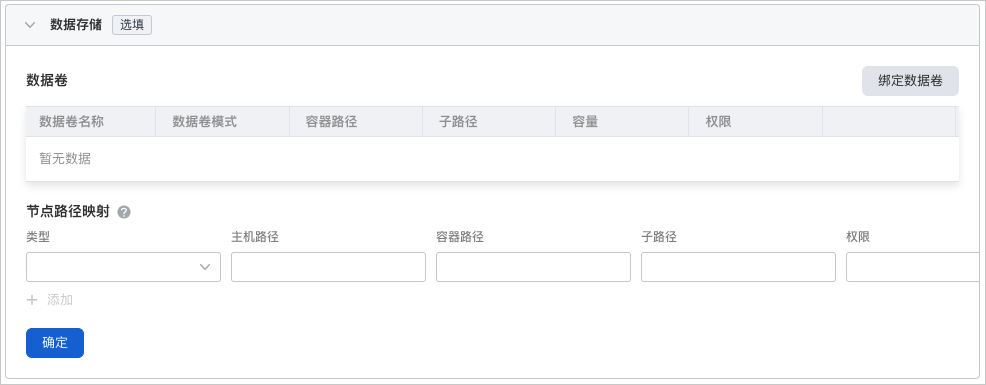 数据存储 选填
数据卷 绑定数据卷
数据卷名称 数据卷模式 容器路径 子路径 容量 权限
暂无数据
节点路径映射 ?
类型 主机路径 容器路径 子路径 权限
+ 添加
确定